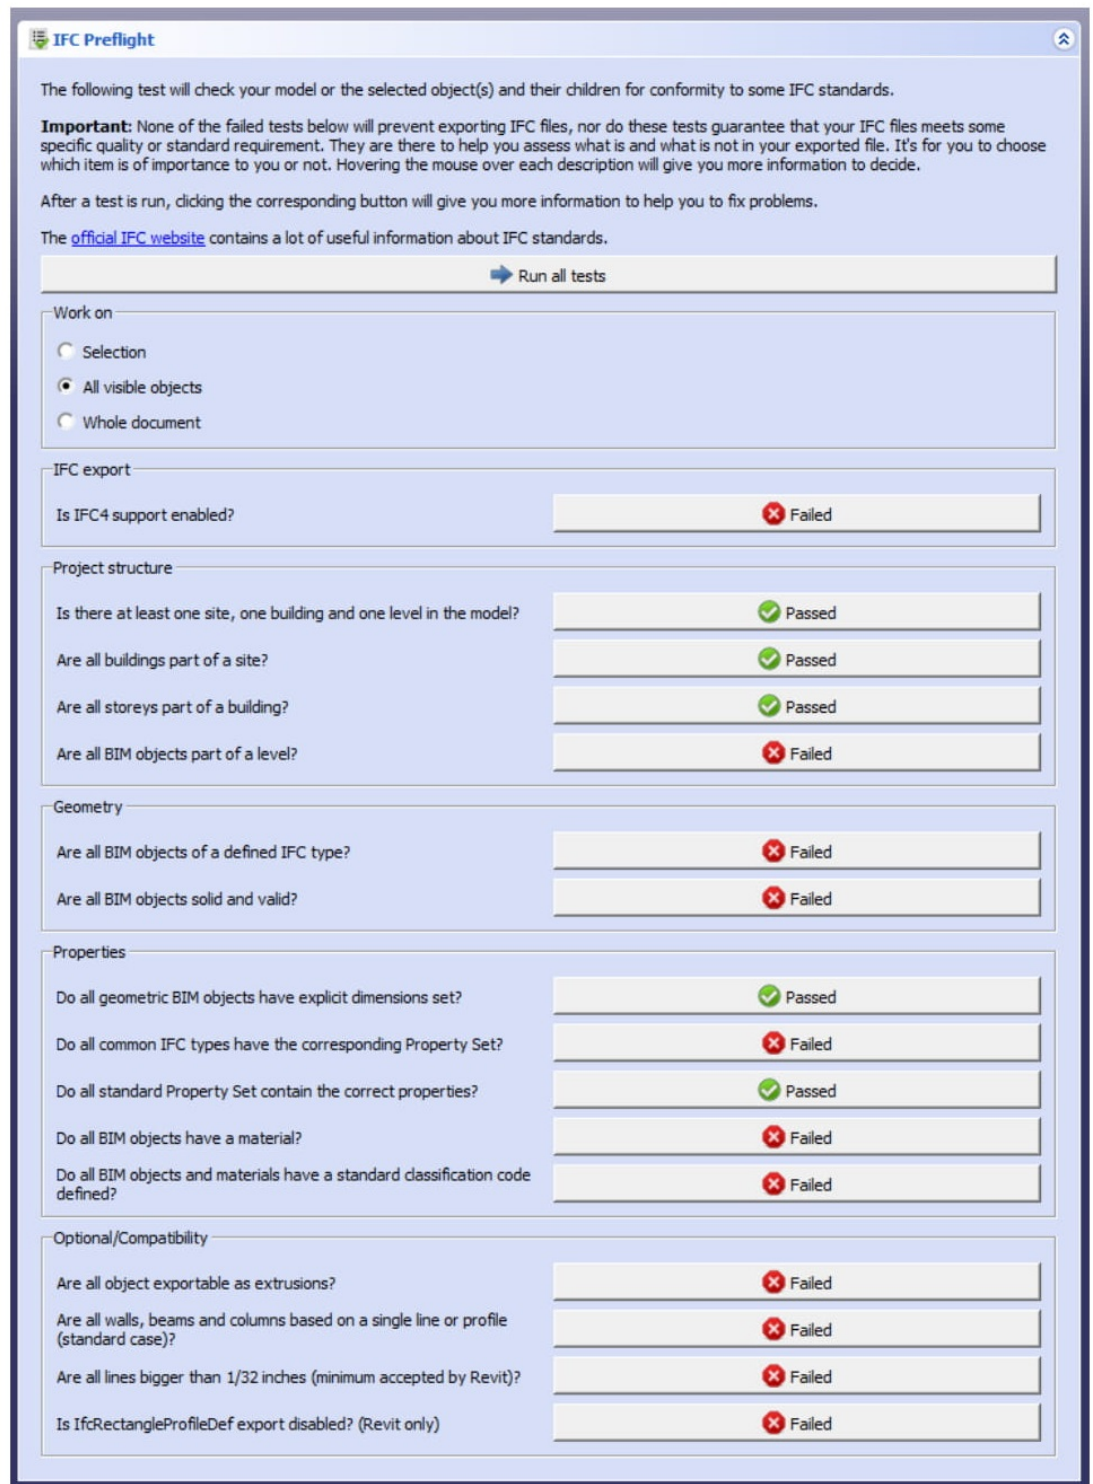 IFC Preflight
The following test will check your model or the selected object(s) and their children for conformity to some IFC standards.
Important: None of the failed tests below will prevent exporting IFC files, nor do these tests guarantee that your IFC files meets some
specific quality or standard requirement. They are there to help you assess what is and what is not in your exported file. It's for you to choose
which item is of importance to you or not. Hovering the mouse over each description will give you more information to decide.
After a test is run, clicking the corresponding button will give you more information to help you to fix problems.
The official IFC website contains a lot of useful information about IFC standards.
Run all tests
Work on
Selection
All visible objects
Whole document
IFC export
Is IFC4 support enabled? Failed
Project structure
Is there at least one site, one building and one level in the model? Passed
Are all buildings part of a site? Passed
Are all storeys part of a building? Passed
Are all BIM objects part of a level? Failed
Geometry
Are all BIM objects of a defined IFC type? Failed
Are all BIM objects solid and valid? Failed
Properties
Do all geometric BIM objects have explicit dimensions set? Passed
Do all common IFC types have the corresponding Property Set? Failed
Do all standard Property Set contain the correct properties? Passed
Do all BIM objects have a material? Failed
Do all BIM objects and materials have a standard classification code
defined? Failed
Optional/Compatibility
Are all object exportable as extrusions? Failed
Are all walls, beams and columns based on a single line or profile
(standard case)? Failed
Are all lines bigger than 1/32 inches (minimum accepted by Revit)? Failed
Is IfcRectangleProfileDef export disabled? (Revit only) Failed